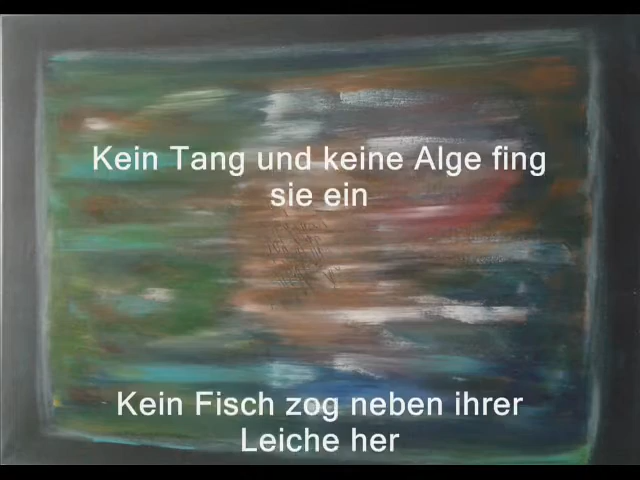 Kein Tang und keine Alge fing
sie ein
Kein Fisch zog neben ihrer
Leiche her